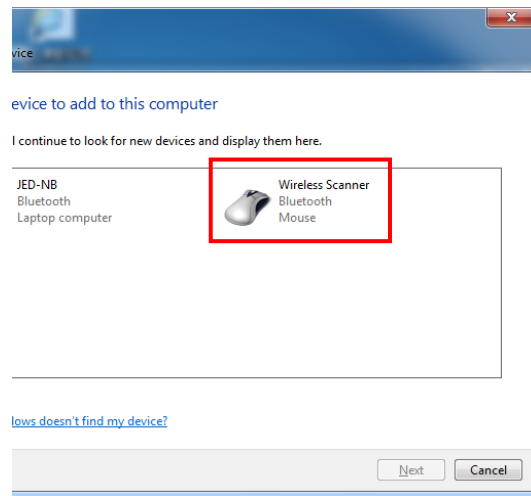 vice
evice to add to this computer
l continue to look for new devices and display them here.
JED-NB
Bluetooth
Laptop computer
Wireless Scanner
Bluetooth
Mouse
lows doesn't find my device?
Next
Cancel